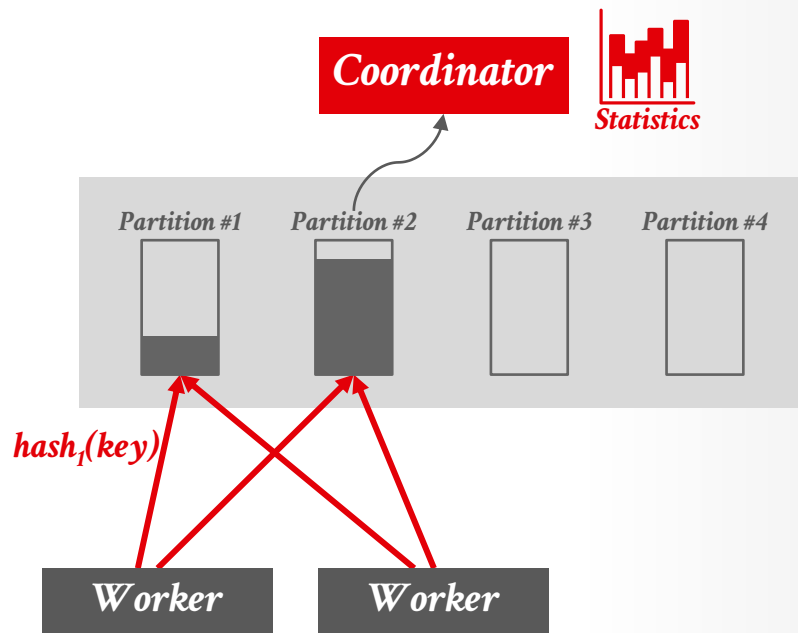 Coordinator
Statistics
Partition #1
Partition #2
Partition #3
Partition #4
hash₁(key)
Worker
Worker